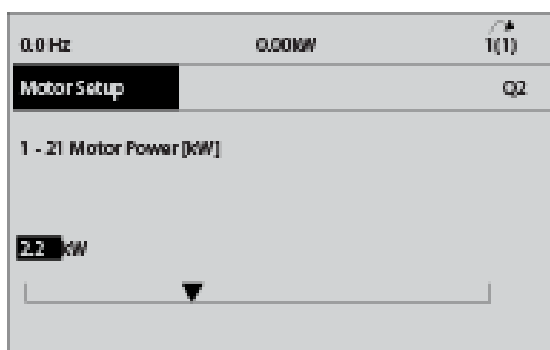 0.0 Hz 0.00kW 1(1)
Motor Setup Q2
1 - 21 Motor Power [kW]
2.2 kW